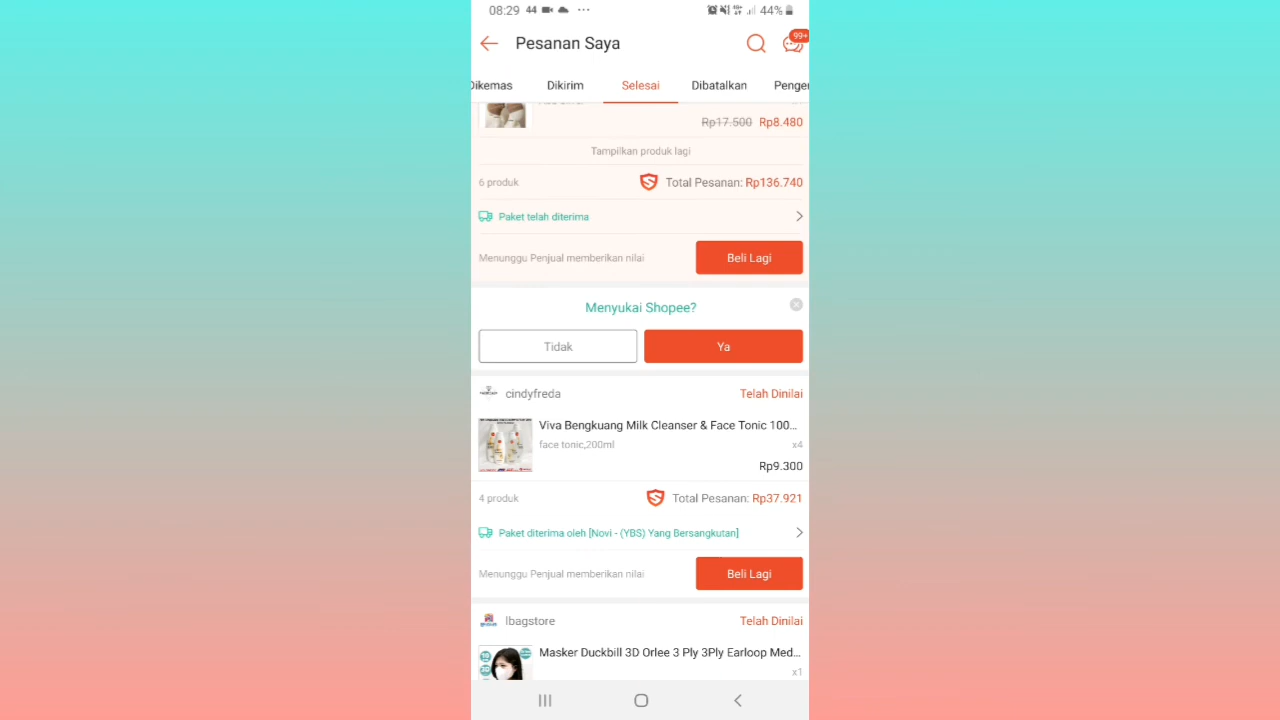 08:29 44 ... 44%
Pesanan Saya 99+
Dikemas Dikirim Selesai Dibatalkan Penger
Rp17.500 Rp8.480
Tampilkan produk lagi
6 produk Total Pesanan: Rp136.740
Paket telah diterima
Menunggu Penjual memberikan nilai Beli Lagi
Menyukai Shopee?
Tidak Ya
cindyfreda Telah Dinilai
Viva Bengkuang Milk Cleanser & Face Tonic 100...
face tonic,200ml x4
Rp9.300
4 produk Total Pesanan: Rp37.921
Paket diterima oleh [Novi - (YBS) Yang Bersangkutan]
Menunggu Penjual memberikan nilai Beli Lagi
lbagstore Telah Dinilai
Masker Duckbill 3D Orlee 3 Ply 3Ply Earloop Med...
x1